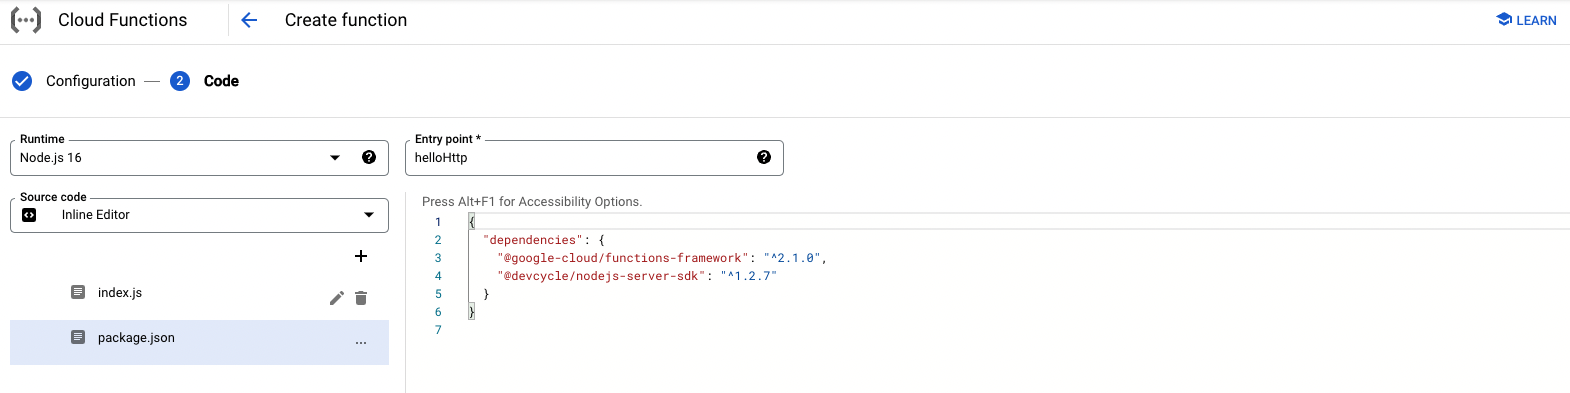 Cloud Functions
Create function
LEARN
Configuration
2
Code
Runtime
Node.js 16
Entry point *
helloHttp
Source code
Inline Editor
Press Alt+F1 for Accessibility Options.
+
index.js
package.json
...
1 {
2 "dependencies": {
3 "@google-cloud/functions-framework": "^2.1.0",
4 "@devcycle/nodejs-server-sdk": "^1.2.7"
5 }
6 }
7